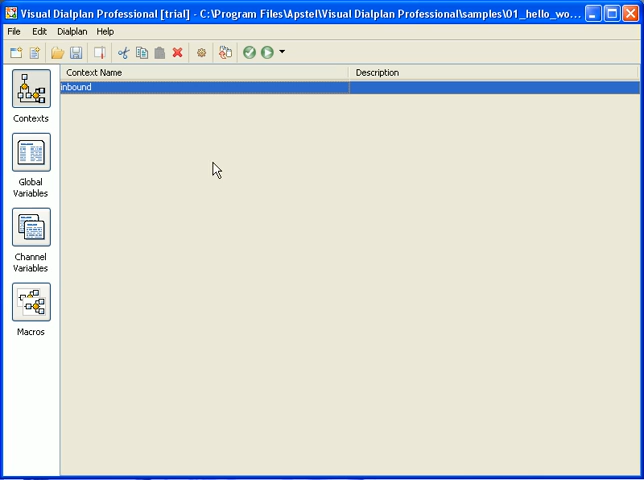 Visual Dialplan Professional [trial] - C:\Program Files\Apstel\Visual Dialplan Professional\samples\01_hello_wo...
File Edit Dialplan Help
Context Name Description
inbound
Contexts
Global
Variables
Channel
Variables
Macros